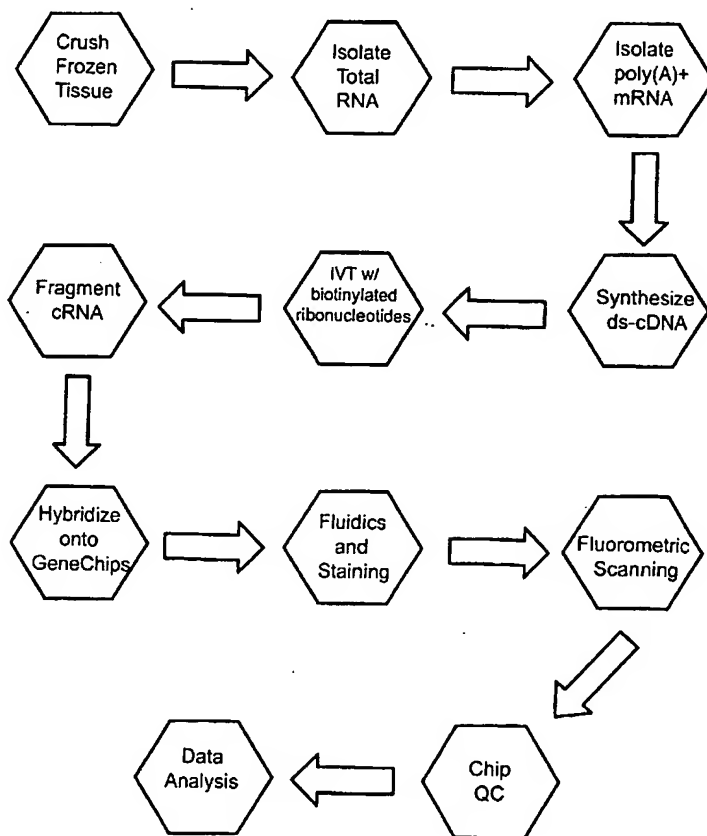 Crush
Frozen
Tissue
Isolate
Total
RNA
Isolate
poly(A)+
mRNA
Synthesize
ds-cDNA
IVT w/
biotinylated
ribonucleotides
Fragment
cRNA
Hybridize
onto
GeneChips
Fluidics
and
Staining
Fluorometric
Scanning
Chip
QC
Data
Analysis